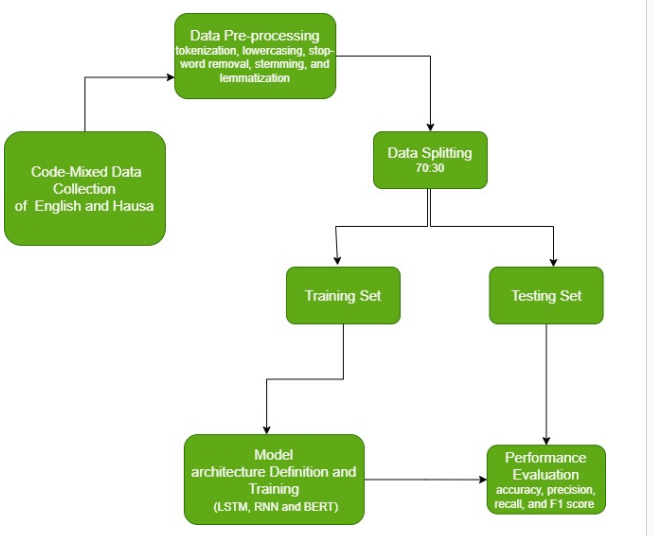 Data Pre-processing
tokenization, lowercasing, stop-
word removal, stemming, and
lemmatization
Code-Mixed Data
Collection
of English and Hausa
Data Splitting
70:30
Training Set
Testing Set
Model
architecture Definition and
Training
(LSTM, RNN and BERT)
Performance
Evaluation
accuracy, precision,
recall, and F1 score